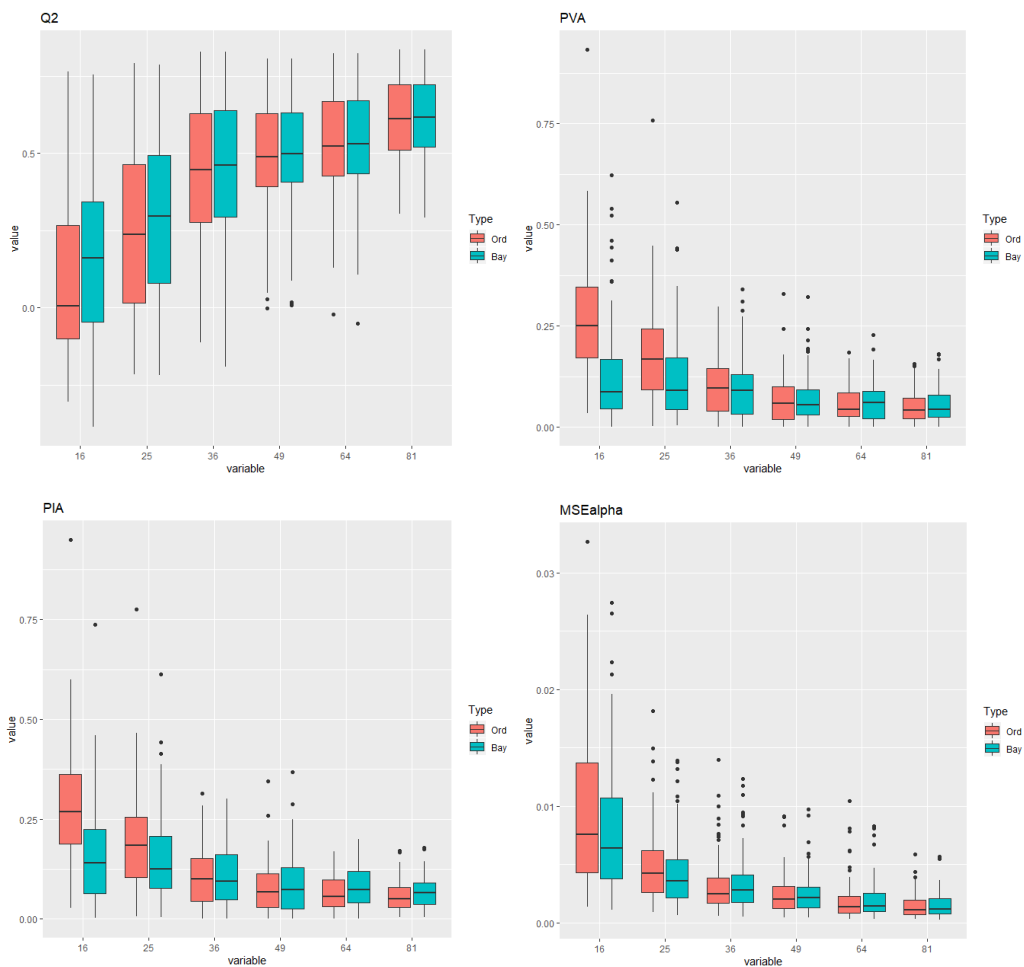 Q2
value
0.5
0.0
16 25 36 49 64 81
variable
Type
Ord
Bay
PVA
value
0.75
0.50
0.25
0.00
16 25 36 49 64 81
variable
Type
Ord
Bay
PIA
value
0.75
0.50
0.25
0.00
16 25 36 49 64 81
variable
Type
Ord
Bay
MSEalpha
value
0.03
0.02
0.01
0.00
16 25 36 49 64 81
variable
Type
Ord
Bay